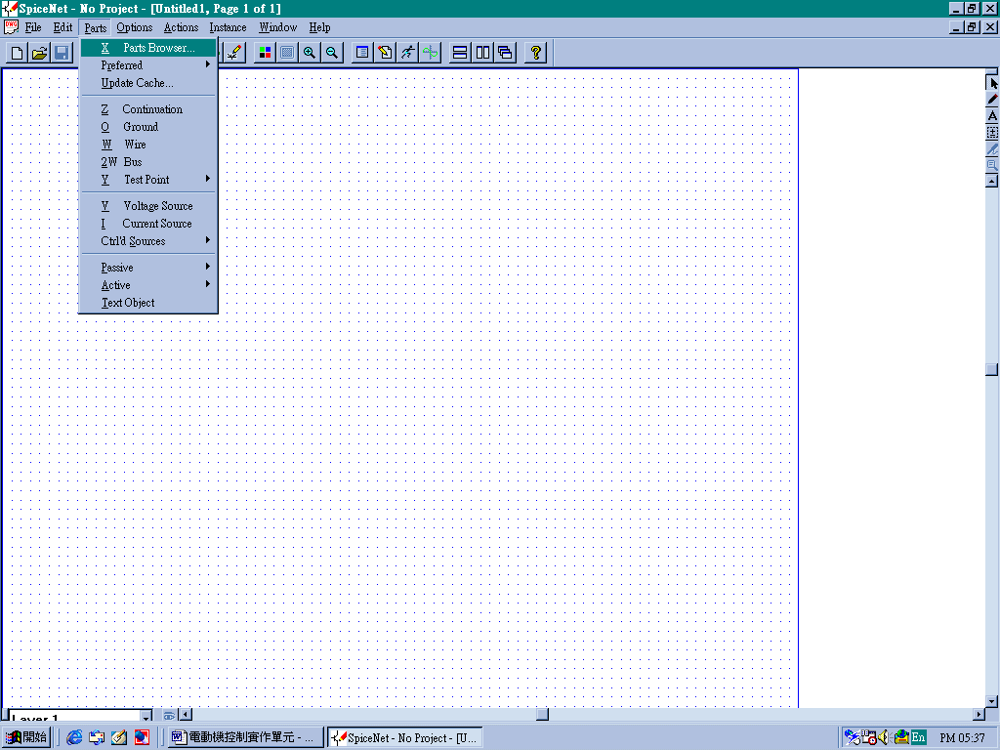 SpiceNet - No Project - [Untitled1, Page 1 of 1]
File Edit Parts Options Actions Instance Window Help
X Parts Browser...
Preferred
Update Cache...
Z Continuation
O Ground
W Wire
2W Bus
Y Test Point
V Voltage Source
I Current Source
Ctrl'd Sources
Passive
Active
Text Object
Layer 1
開始 電動機控制實作單元 - ... SpiceNet - No Project - [U... En PM 05:37